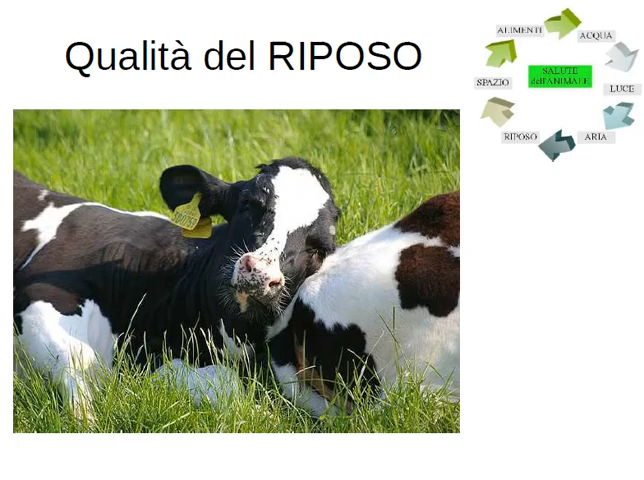 Qualità del RIPOSO
ALIMENTI
ACQUA
SPAZIO
SALUTE
dell'ANIMALE
LUCE
RIPOSO
ARIA